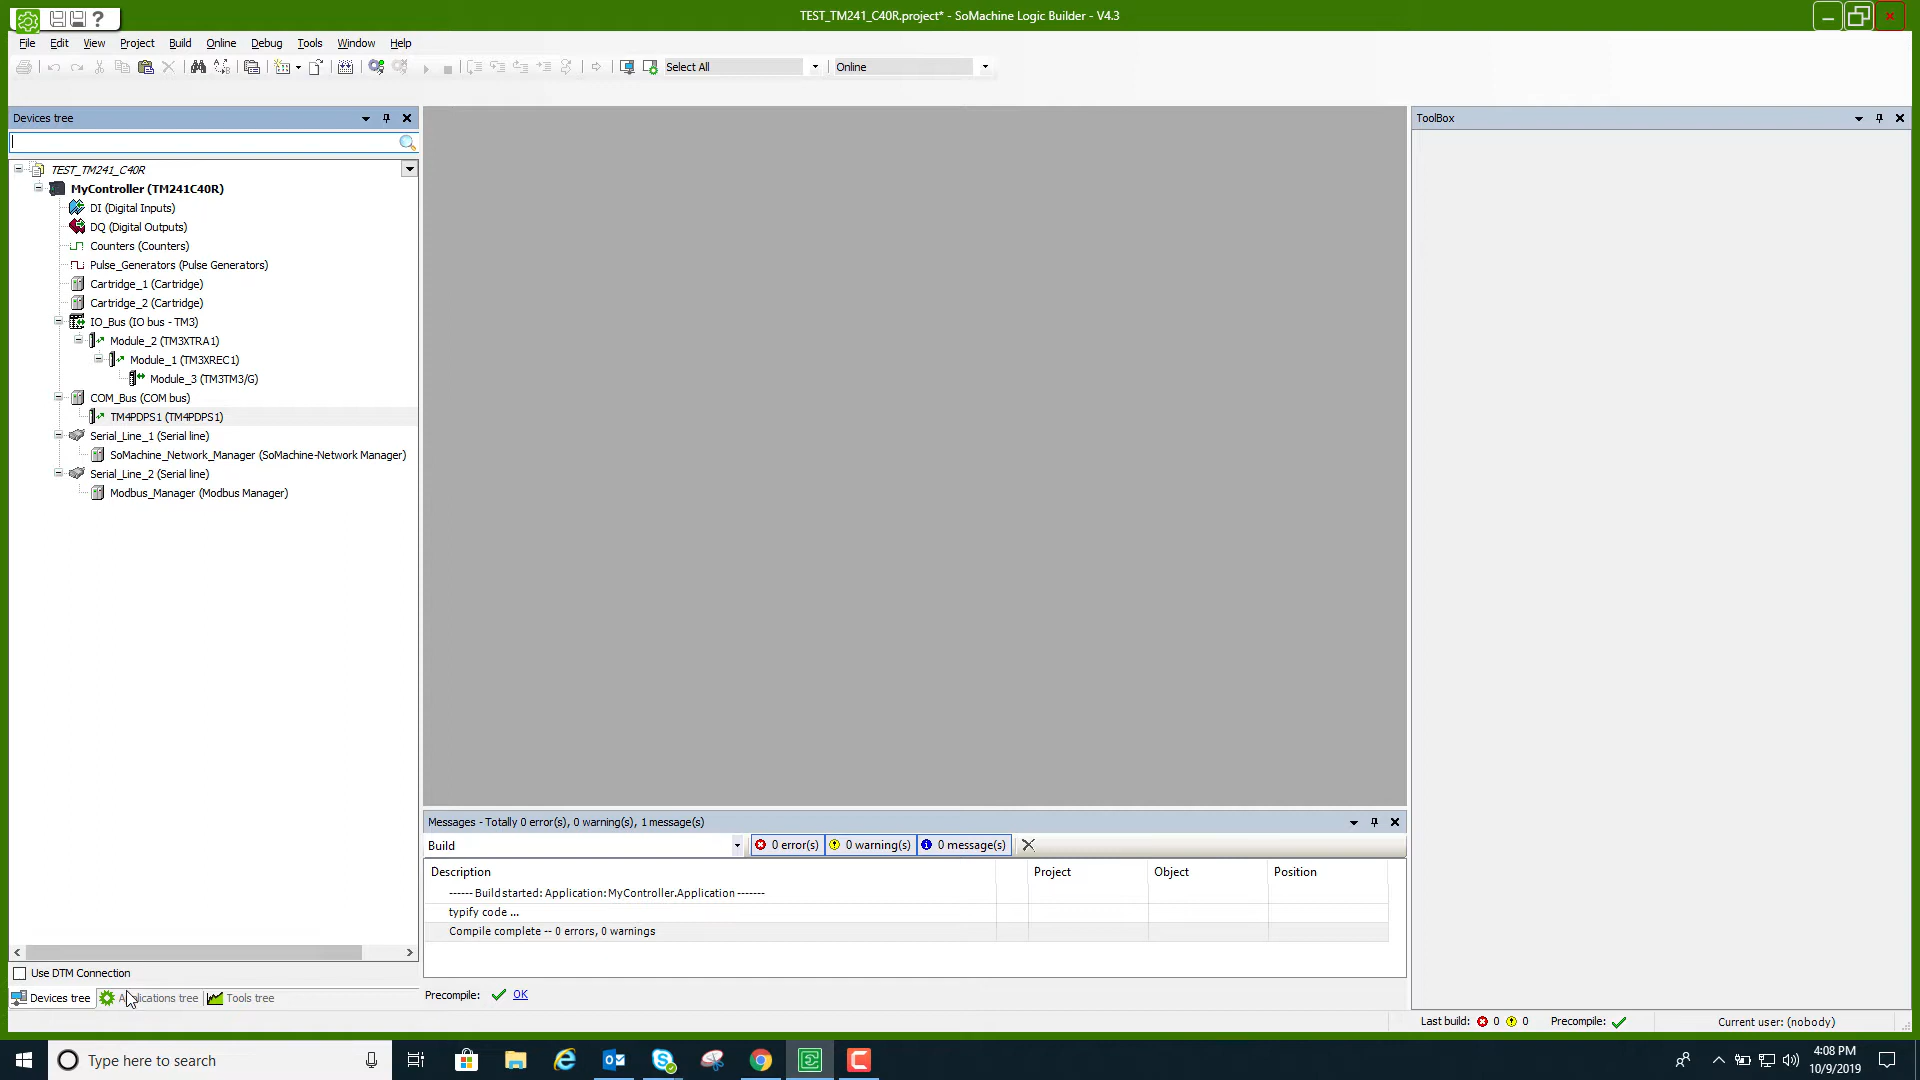 TEST_TM241_C40R.project* - SoMachine Logic Builder - V4.3
File Edit View Project Build Online Debug Tools Window Help
Select All Online
Devices tree
TEST_TM241_C40R
MyController (TM241C40R)
DI (Digital Inputs)
DQ (Digital Outputs)
Counters (Counters)
Pulse_Generators (Pulse Generators)
Cartridge_1 (Cartridge)
Cartridge_2 (Cartridge)
IO_Bus (IO bus - TM3)
Module_2 (TM3XTRA1)
Module_1 (TM3XREC1)
Module_3 (TM3TM3/G)
COM_Bus (COM bus)
TM4PDPS1 (TM4PDPS1)
Serial_Line_1 (Serial line)
SoMachine_Network_Manager (SoMachine-Network Manager)
Serial_Line_2 (Serial line)
Modbus_Manager (Modbus Manager)
Use DTM Connection
Devices tree Applications tree Tools tree
ToolBox
Messages - Totally 0 error(s), 0 warning(s), 1 message(s)
Build 0 error(s) 0 warning(s) 0 message(s)
Description Project Object Position
------ Build started: Application: MyController.Application -------
typify code ...
Compile complete -- 0 errors, 0 warnings
Precompile: OK
Last build: 0 0 Precompile: Current user: (nobody)
Type here to search
4:08 PM
10/9/2019